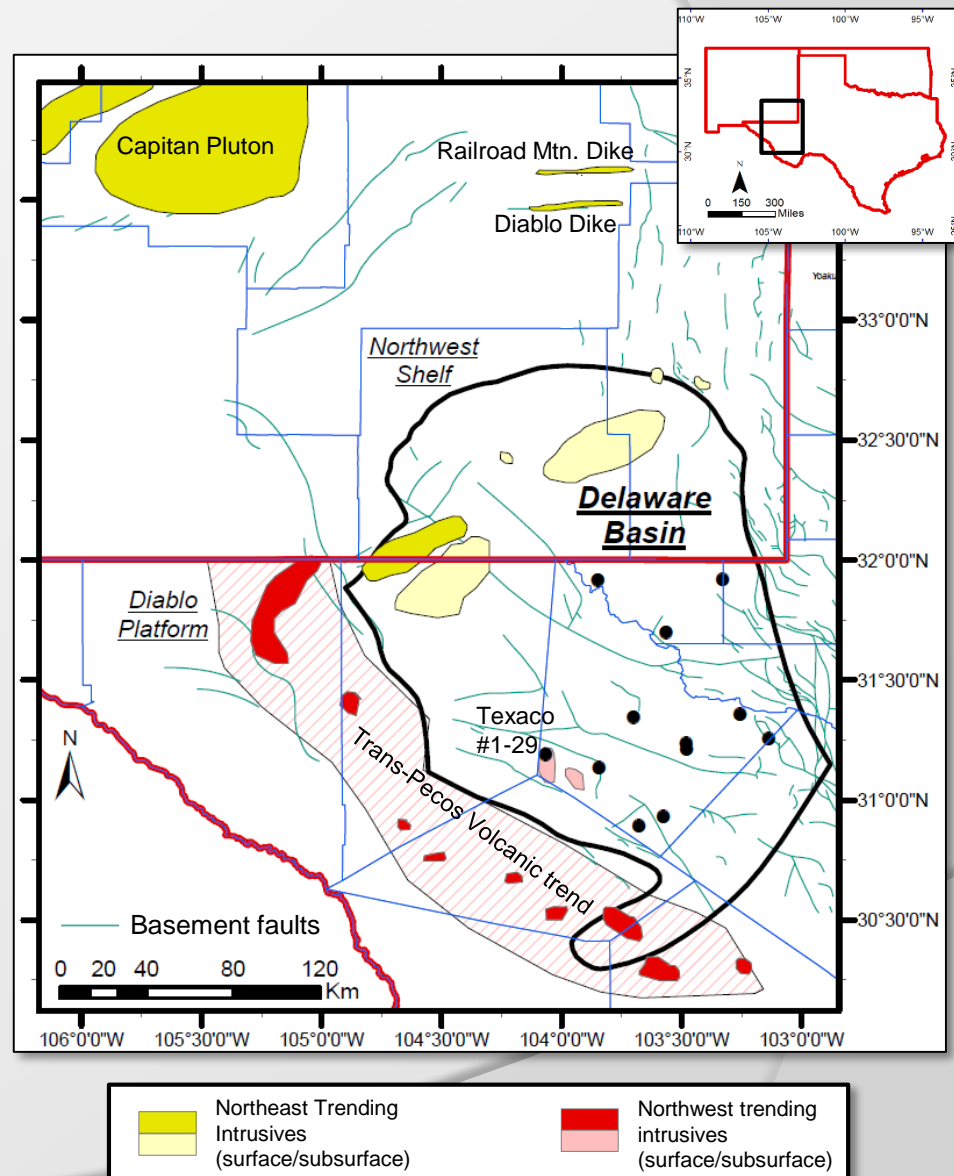 110°W 105°W 100°W 95°W
35°N
35°N
30°N
30°N
25°N
N
0 150 300
Miles
110°W 105°W 100°W 95°W
Capitan Pluton
Railroad Mtn. Dike
Diablo Dike
Yoaku
33°0'0"N
Northwest
Shelf
32°30'0"N
Delaware
Basin
32°0'0"N
Diablo
Platform
31°30'0"N
Texaco
#1-29
N
Trans-Pecos Volcanic trend
31°0'0"N
30°30'0"N
Basement faults
0 20 40 80 120
Km
106°0'0"W 105°30'0"W 105°0'0"W 104°30'0"W 104°0'0"W 103°30'0"W 103°0'0"W
Northeast Trending
Intrusives
(surface/subsurface)
Northwest trending
intrusives
(surface/subsurface)